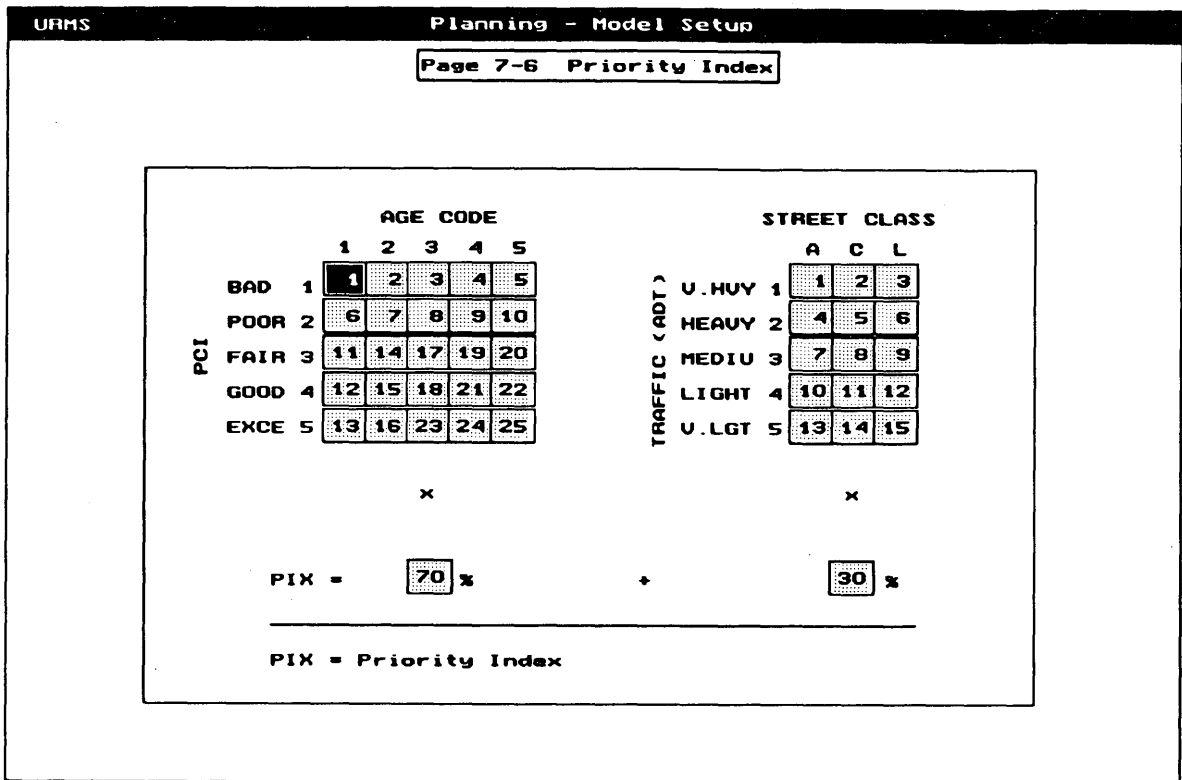 URMS Planning - Model Setup
Page 7-6 Priority Index
AGE CODE STREET CLASS
1 2 3 4 5 A C L
BAD 1 1 2 3 4 5 V.HVY 1 1 2 3
POOR 2 6 7 8 9 10 HEAVY 2 4 5 6
PCI FAIR 3 11 14 17 19 20 TRAFFIC (ADT) MEDIU 3 7 8 9
GOOD 4 12 15 18 21 22 LIGHT 4 10 11 12
EXCE 5 13 16 23 24 25 V.LGT 5 13 14 15
x x
PIX = 70 % + 30 %
PIX = Priority Index